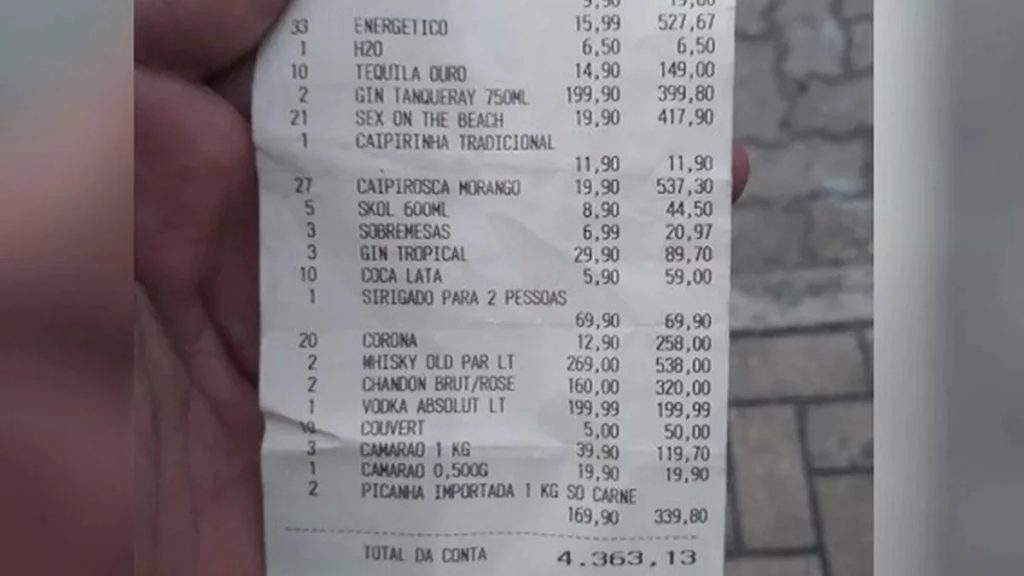 9,90 19,80
33 ENERGETICO 15,99 527,67
1 H2O 6,50 6,50
10 TEQUILA OURO 14,90 149,00
2 GIN TANQUERAY 750ML 199,90 399,80
21 SEX ON THE BEACH 19,90 417,90
1 CAIPIRINHA TRADICIONAL
11,90 11,90
27 CAIPIROSCA MORANGO 19,90 537,30
5 SKOL 600ML 8,90 44,50
3 SOBREMESAS 6,99 20,97
3 GIN TROPICAL 29,90 89,70
10 COCA LATA 5,90 59,00
1 SIRIGADO PARA 2 PESSOAS
69,90 69,90
20 CORONA 12,90 258,00
2 WHISKY OLD PAR LT 269,00 538,00
2 CHANDON BRUT/ROSE 160,00 320,00
1 VODKA ABSOLUT LT 199,99 199,99
10 COUVERT 5,00 50,00
3 CAMARAO 1 KG 39,90 119,70
1 CAMARAO 0,500G 19,90 19,90
2 PICANHA IMPORTADA 1 KG SO CARNE
169,90 339,80
TOTAL DA CONTA 4.363,13